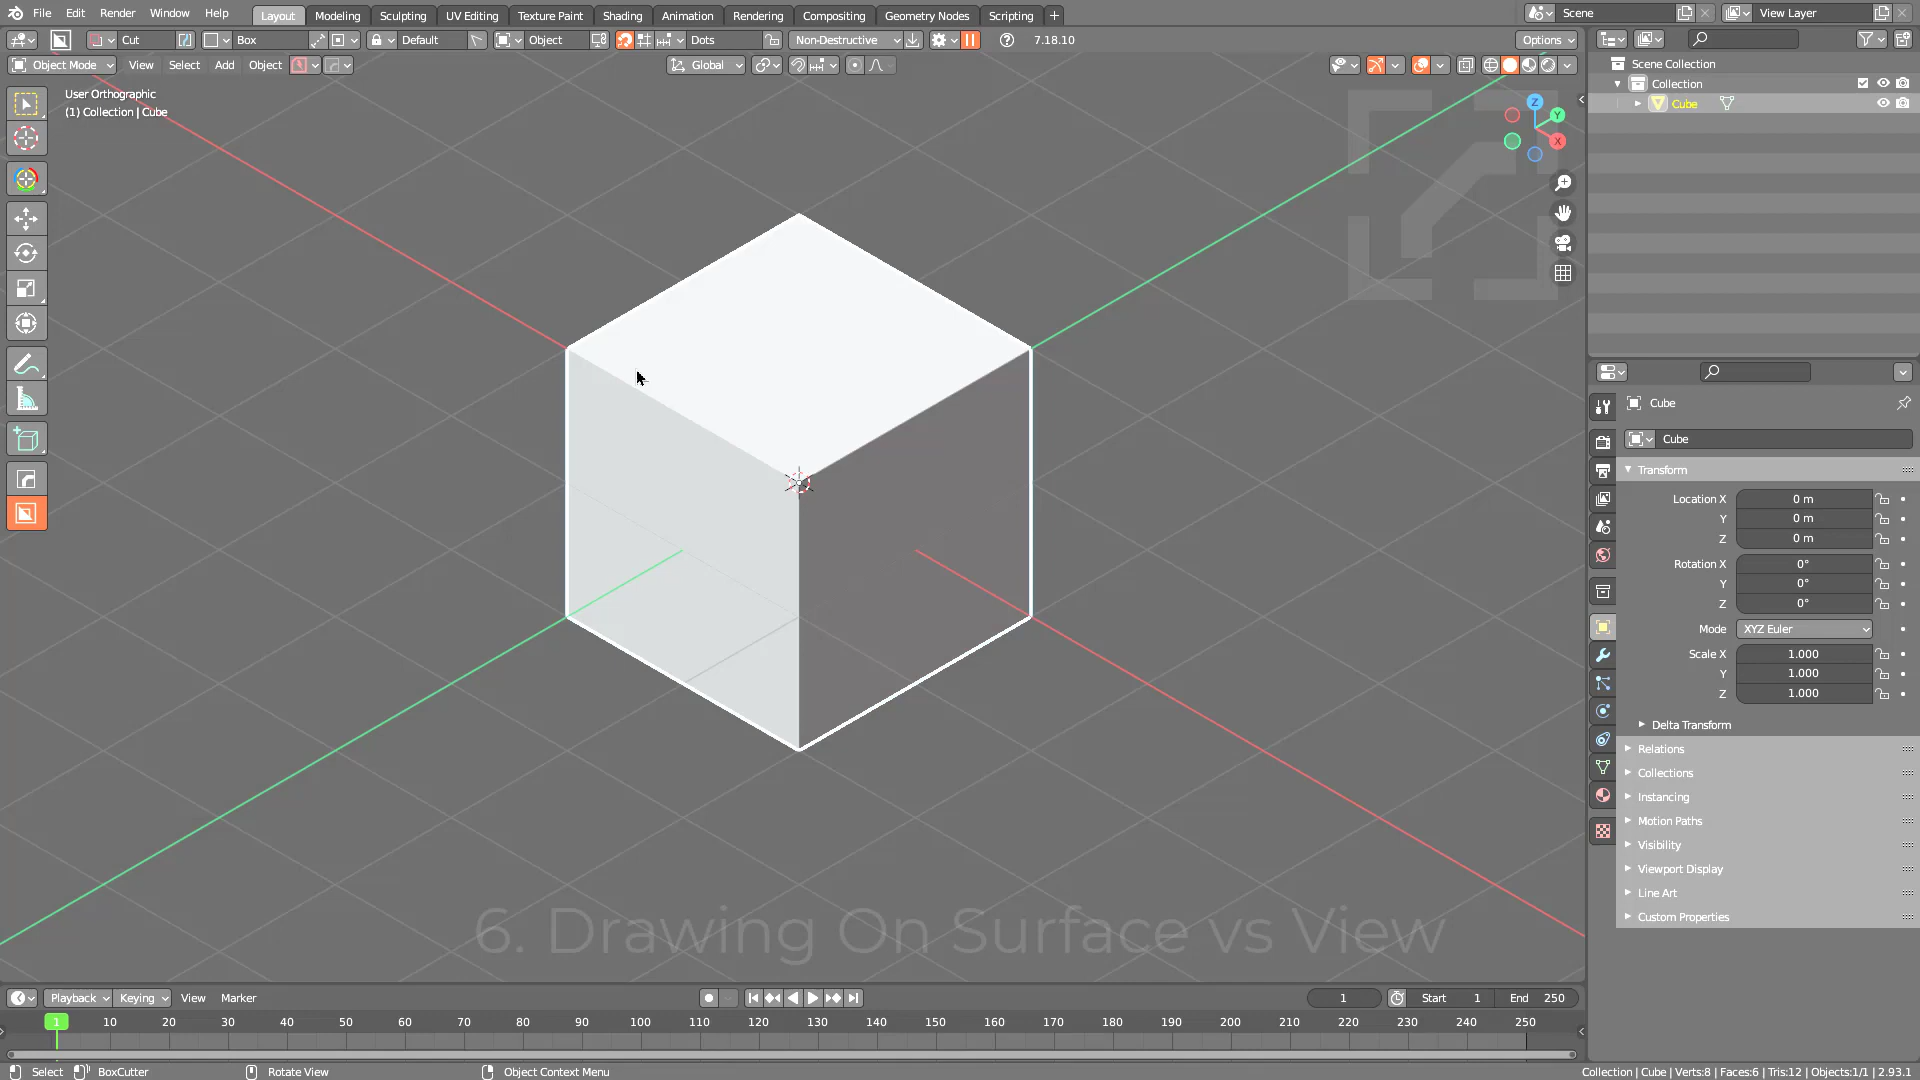 File Edit Render Window Help Layout Modeling Sculpting UV Editing Texture Paint Shading Animation Rendering Compositing Geometry Nodes Scripting + Scene View Layer
Cut Box Default Object Dots Non-Destructive 7.18.10 Options
Object Mode View Select Add Object Global
User Orthographic
(1) Collection | Cube
Z
Y
X
Scene Collection
Collection
Cube
Cube
Cube
Transform
Location X 0 m
Y 0 m
Z 0 m
Rotation X 0°
Y 0°
Z 0°
Mode XYZ Euler
Scale X 1.000
Y 1.000
Z 1.000
Delta Transform
Relations
Collections
Instancing
Motion Paths
Visibility
Viewport Display
Line Art
Custom Properties
6. Drawing On Surface vs View
Playback Keying View Marker 1 Start 1 End 250
1 10 20 30 40 50 60 70 80 90 100 110 120 130 140 150 160 170 180 190 200 210 220 230 240 250
Select BoxCutter Rotate View Object Context Menu Collection | Cube | Verts:8 | Faces:6 | Tris:12 | Objects:1/1 | 2.93.1